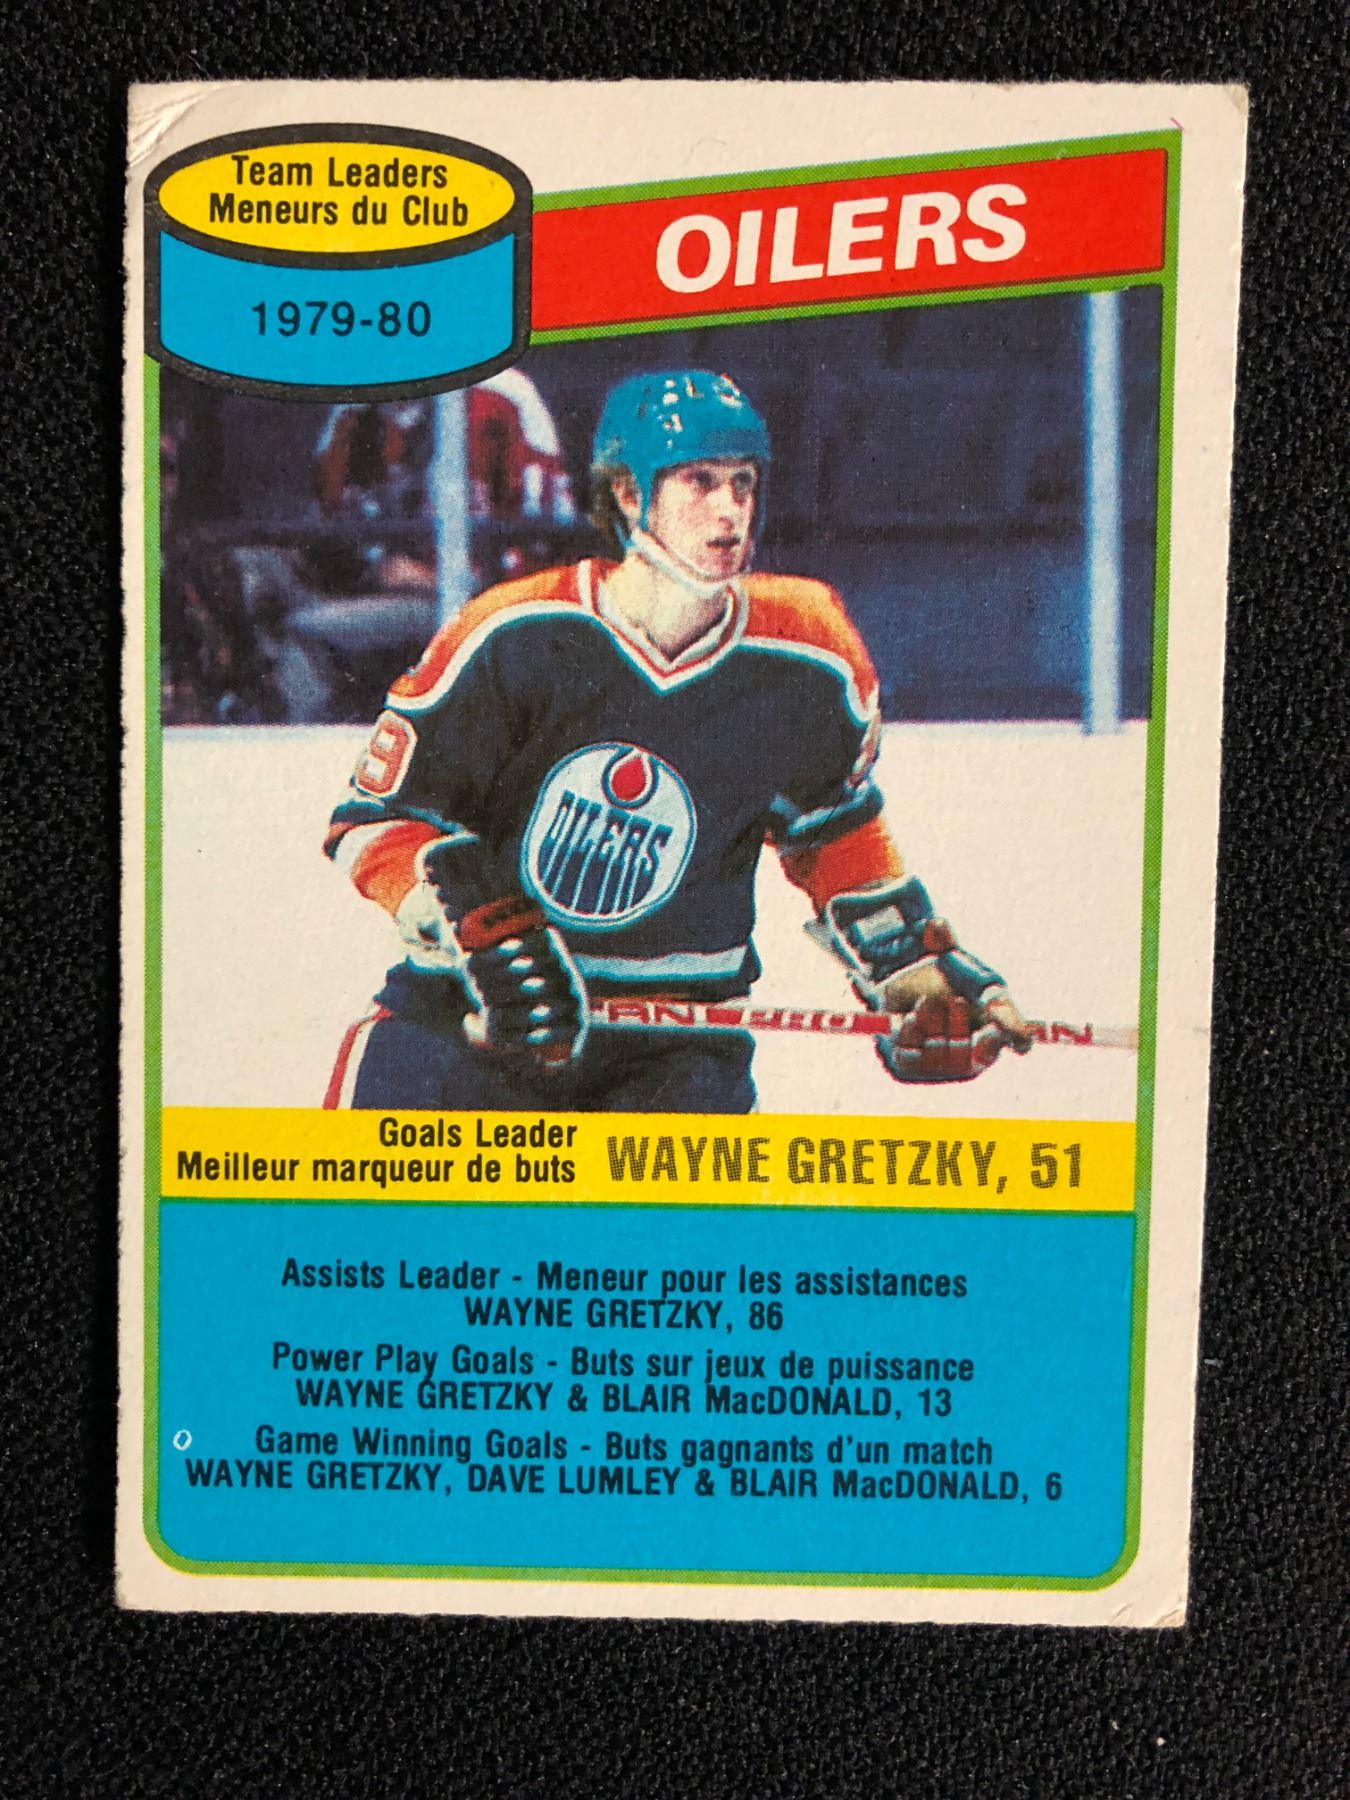 Team Leaders
Meneurs du Club
1979-80
OILERS
9
OILERS
Goals Leader
Meilleur marqueur de buts
WAYNE GRETZKY, 51
Assists Leader - Meneur pour les assistances
WAYNE GRETZKY, 86
Power Play Goals - Buts sur jeux de puissance
WAYNE GRETZKY & BLAIR MacDONALD, 13
Game Winning Goals - Buts gagnants d'un match
WAYNE GRETZKY, DAVE LUMLEY & BLAIR MacDONALD, 6